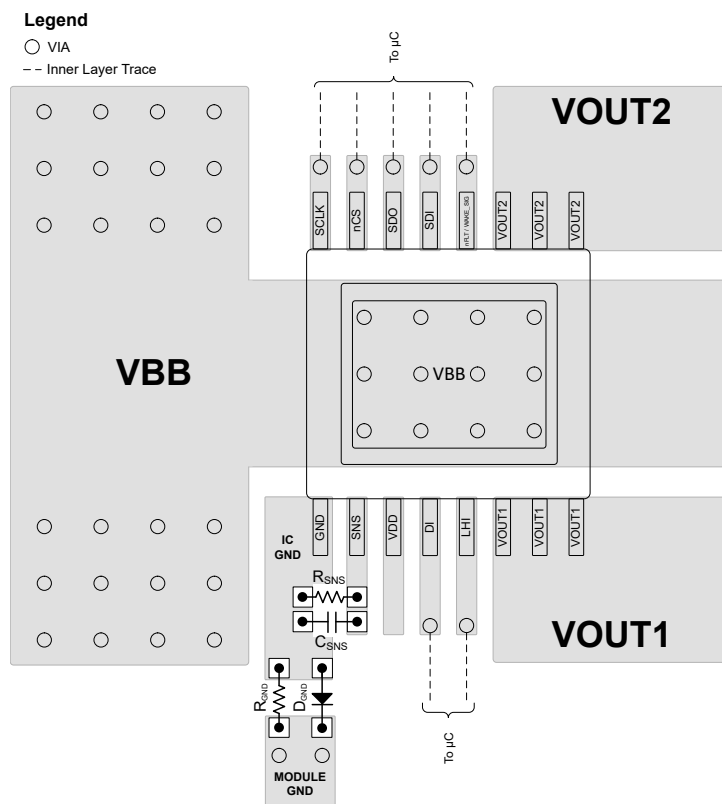 Legend
VIA
Inner Layer Trace
To µC
VOUT2
SCLK
nCS
SDO
SDI
nFLT / WAKE_SIG
VOUT2
VOUT2
VOUT2
VBB
VBB
GND
SNS
VDD
DI
LHI
VOUT1
VOUT1
VOUT1
IC
GND
RSNS
CSNS
VOUT1
RGND
DGND
To µC
MODULE
GND